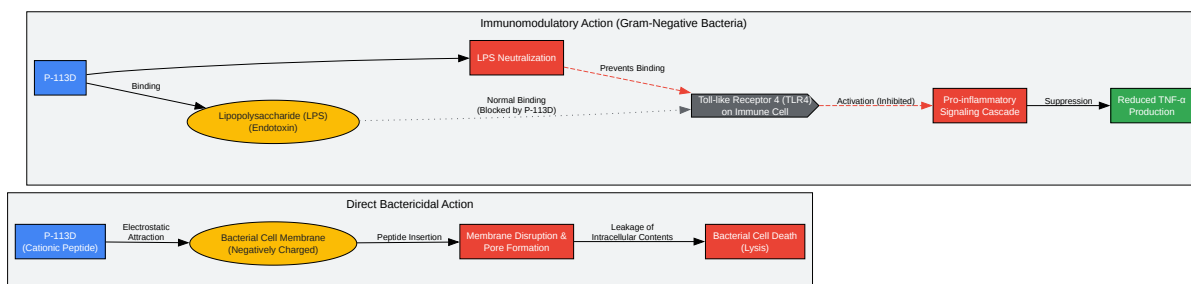 Immunomodulatory Action (Gram-Negative Bacteria)
P-113D
Binding
Lipopolysaccharide (LPS)
(Endotoxin)
LPS Neutralization
Prevents Binding
Normal Binding
(Blocked by P-113D)
Toll-like Receptor 4 (TLR4)
on Immune Cell
Activation (Inhibited)
Pro-inflammatory
Signaling Cascade
Suppression
Reduced TNF-α
Production
Direct Bactericidal Action
P-113D
(Cationic Peptide)
Electrostatic
Attraction
Bacterial Cell Membrane
(Negatively Charged)
Peptide Insertion
Membrane Disruption &
Pore Formation
Leakage of
Intracellular Contents
Bacterial Cell Death
(Lysis)